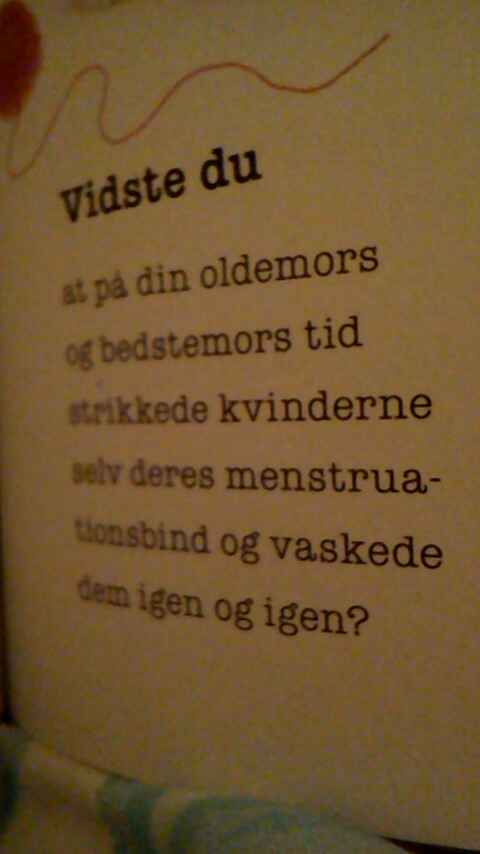 Vidste du
at på din oldemors
og bedstemors tid
strikkede kvinderne
selv deres menstrua-
tionsbind og vaskede
dem igen og igen?